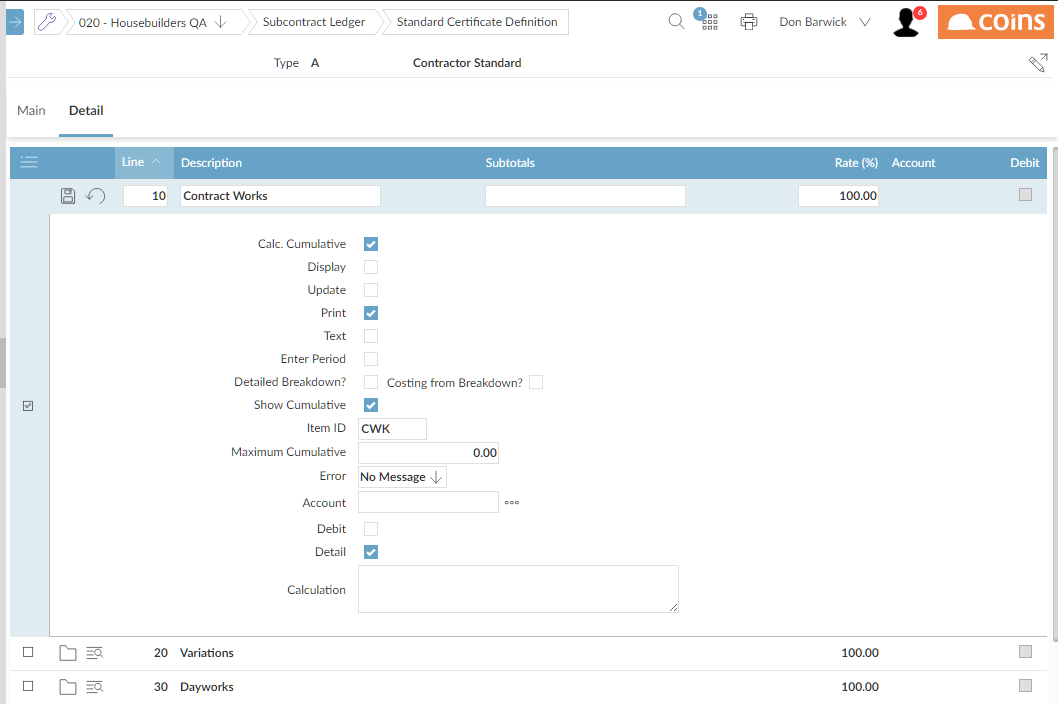 020 - Housebuilders QA
Subcontract Ledger
Standard Certificate Definition
1
Don Barwick
6
coins
Type A Contractor Standard
Main Detail
Line Description Subtotals Rate (%) Account Debit
10 Contract Works 100.00
Calc. Cumulative
Display
Update
Print
Text
Enter Period
Detailed Breakdown? Costing from Breakdown?
Show Cumulative
Item ID CWK
Maximum Cumulative 0.00
Error No Message
Account
Debit
Detail
Calculation
20 Variations 100.00
30 Dayworks 100.00